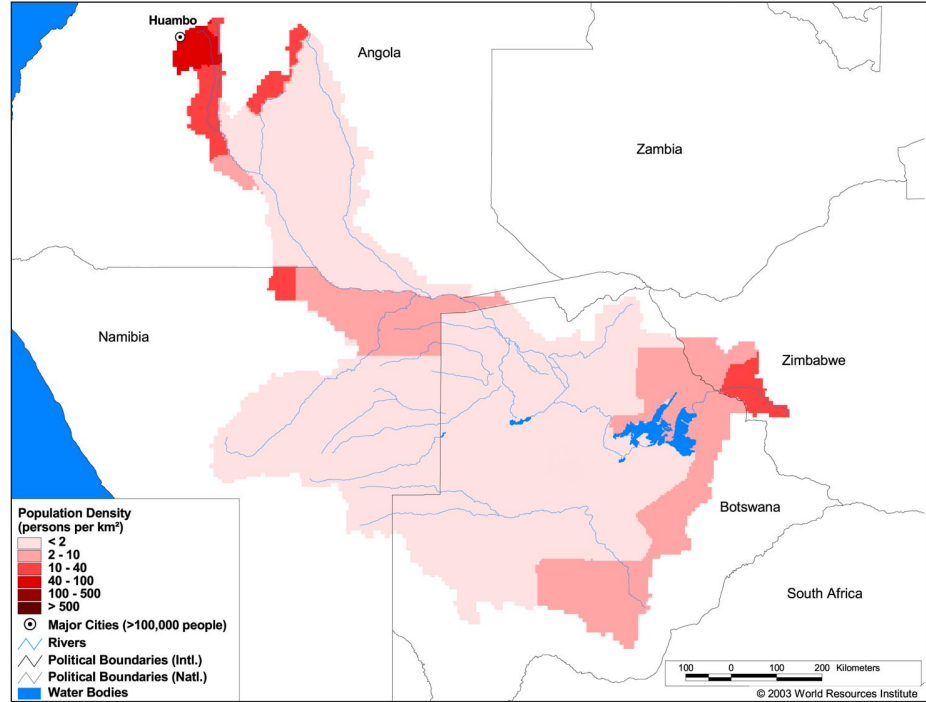 Huambo
Angola
Zambia
Namibia
Zimbabwe
Botswana
South Africa
Population Density
(persons per km²)
< 2
2 - 10
10 - 40
40 - 100
100 - 500
> 500
Major Cities (>100,000 people)
Rivers
Political Boundaries (Intl.)
Political Boundaries (Natl.)
Water Bodies
100 0 100 200 Kilometers
© 2003 World Resources Institute